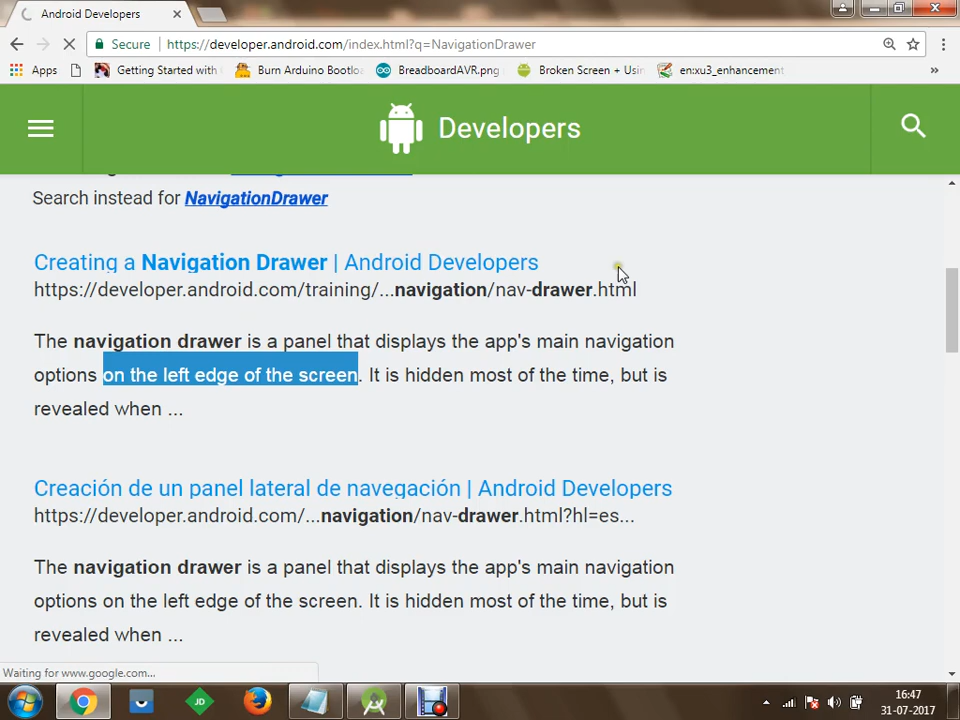 Android Developers
Secure https://developer.android.com/index.html?q=NavigationDrawer
Apps Getting Started with Burn Arduino Bootlo BreadboardAVR.png Broken Screen + Usin en:xu3_enhancement »
Developers
Search instead for NavigationDrawer
Creating a Navigation Drawer | Android Developers
https://developer.android.com/training/...navigation/nav-drawer.html
The navigation drawer is a panel that displays the app's main navigation
options on the left edge of the screen. It is hidden most of the time, but is
revealed when ...
Creación de un panel lateral de navegación | Android Developers
https://developer.android.com/...navigation/nav-drawer.html?hl=es...
The navigation drawer is a panel that displays the app's main navigation
options on the left edge of the screen. It is hidden most of the time, but is
revealed when ...
Waiting for www.google.com...
JD
16:47
31-07-2017